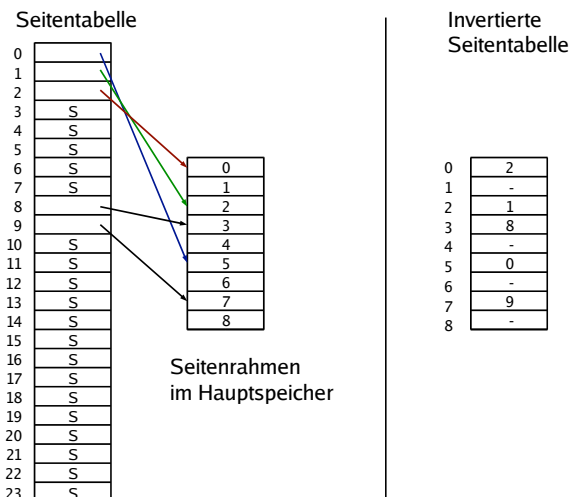 Seitentabelle
0
1
2
3 S
4 S
5 S
6 S
7 S
8
9
10 S
11 S
12 S
13 S
14 S
15 S
16 S
17 S
18 S
19 S
20 S
21 S
22 S
23 S
0
1
2
3
4
5
6
7
8
Seitenrahmen
im Hauptspeicher
Invertierte
Seitentabelle
0 2
1 -
2 1
3 8
4 -
5 0
6 -
7 9
8 -